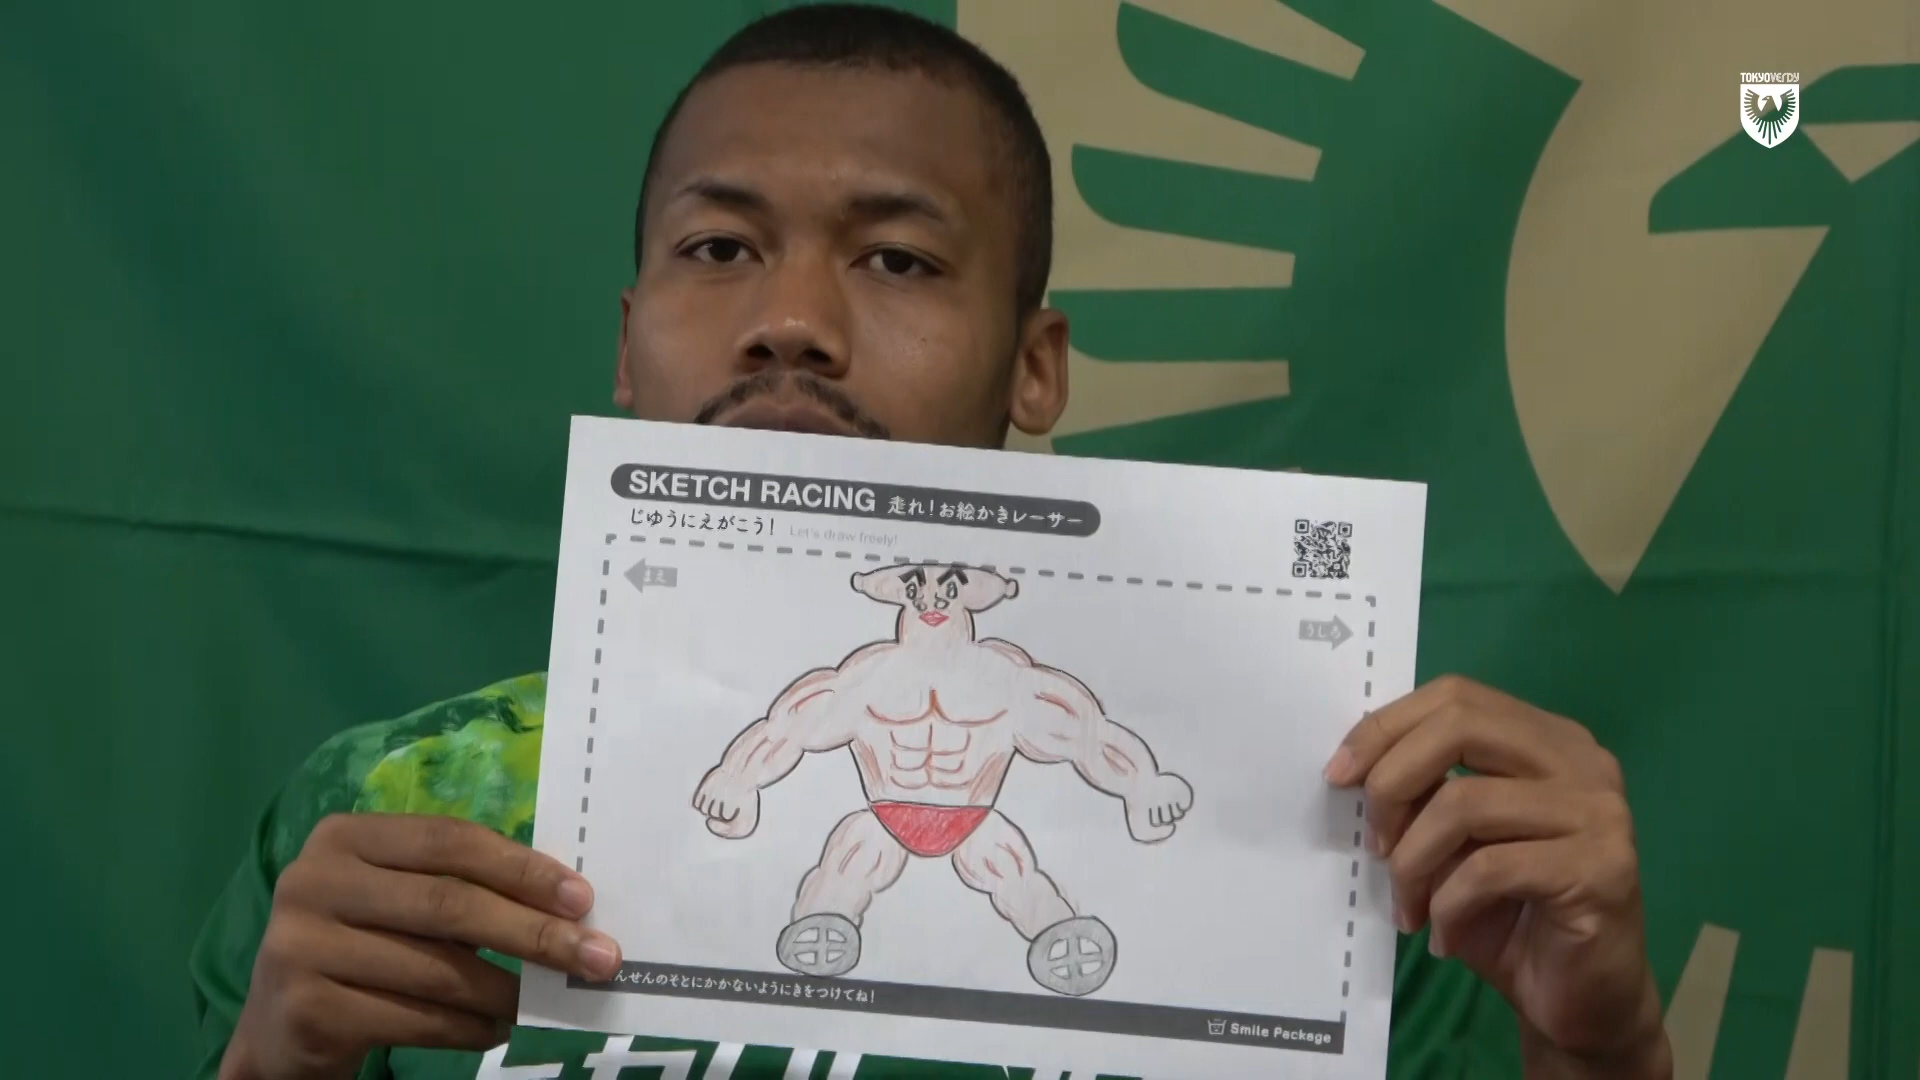 TOKYO VERDY
SKETCH RACING 走れ!お絵かきレーサー
じゆうにえがこう! Let's draw freely!
まえ
うしろ
んせんのそとにかかないようにきをつけてね!
Smile Package